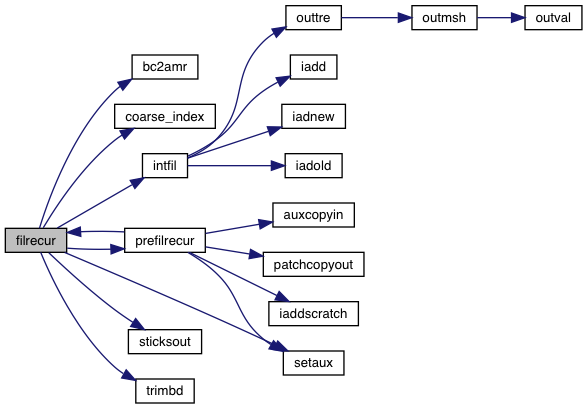 outtre
outmsh
outval
bc2amr
iadd
coarse_index
iadnew
intfil
iadold
auxcopyin
filrecur
prefilrecur
patchcopyout
iaddscratch
sticksout
setaux
trimbd